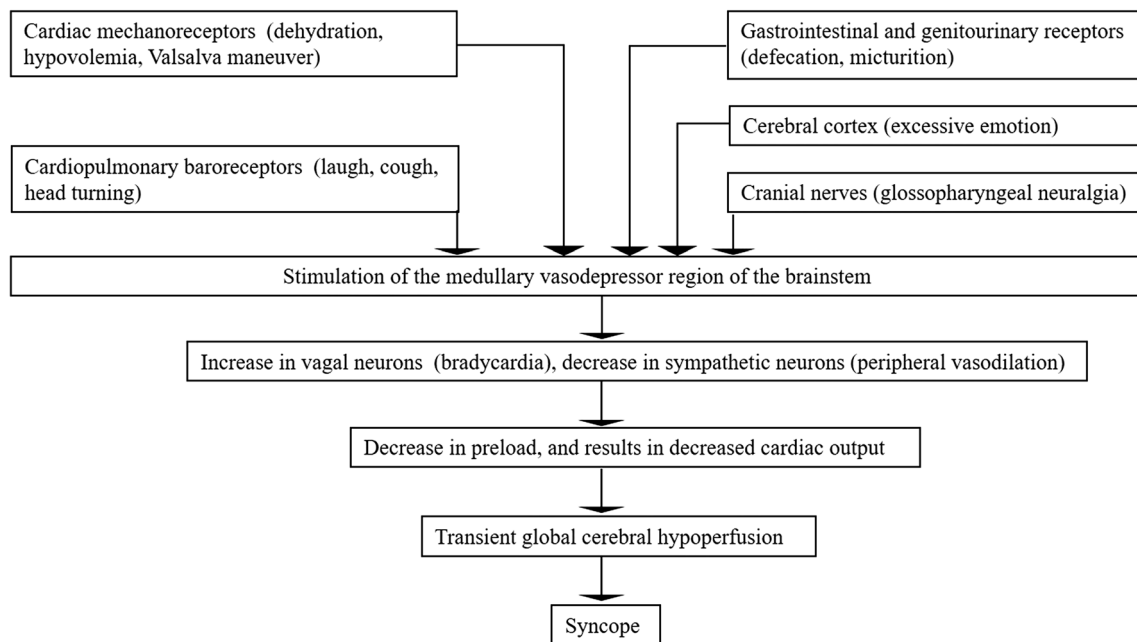 Cardiac mechanoreceptors (dehydration,
hypovolemia, Valsalva maneuver)
Gastrointestinal and genitourinary receptors
(defecation, micturition)
Cerebral cortex (excessive emotion)
Cardiopulmonary baroreceptors (laugh, cough,
head turning)
Cranial nerves (glossopharyngeal neuralgia)
Stimulation of the medullary vasodepressor region of the brainstem
Increase in vagal neurons (bradycardia), decrease in sympathetic neurons (peripheral vasodilation)
Decrease in preload, and results in decreased cardiac output
Transient global cerebral hypoperfusion
Syncope